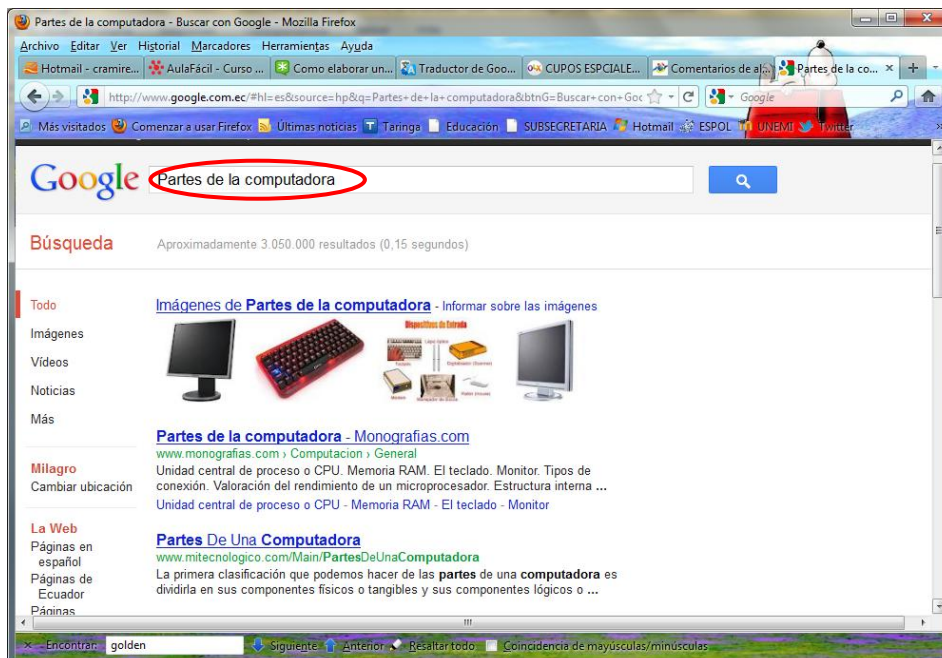 Partes de la computadora - Buscar con Google - Mozilla Firefox
Archivo Editar Ver Historial Marcadores Herramientas Ayuda
Hotmail - cramire... AulaFácil - Curso ... Como elaborar un... Traductor de Goo... CUPOS ESPCIALE... Comentarios de al... Partes de la co...
http://www.google.com.ec/#hl=es&source=hp&q=Partes+de+la+computadora&btnG=Buscar+con+Goc Google
Más visitados Comenzar a usar Firefox Últimas noticias Taringa Educación SUBSECRETARIA Hotmail ESPOL UNEMI Twitter
Google Partes de la computadora
Búsqueda Aproximadamente 3.050.000 resultados (0,15 segundos)
Todo
Imágenes
Vídeos
Noticias
Más
Milagro
Cambiar ubicación
La Web
Páginas en
español
Páginas de
Ecuador
Páginas
Imágenes de Partes de la computadora - Informar sobre las imágenes
Dispositivos de Entrada
Partes de la computadora - Monografias.com
www.monografias.com › Computacion › General
Unidad central de proceso o CPU. Memoria RAM. El teclado. Monitor. Tipos de
conexión. Valoración del rendimiento de un microprocesador. Estructura interna ...
Unidad central de proceso o CPU - Memoria RAM - El teclado - Monitor
Partes De Una Computadora
www.mitecnologico.com/Main/PartesDeUnaComputadora
La primera clasificación que podemos hacer de las partes de una computadora es
dividirla en sus componentes físicos o tangibles y sus componentes lógicos o ...
Encontrar: golden Siguiente Anterior Resaltar todo Coincidencia de mayúsculas/minúsculas